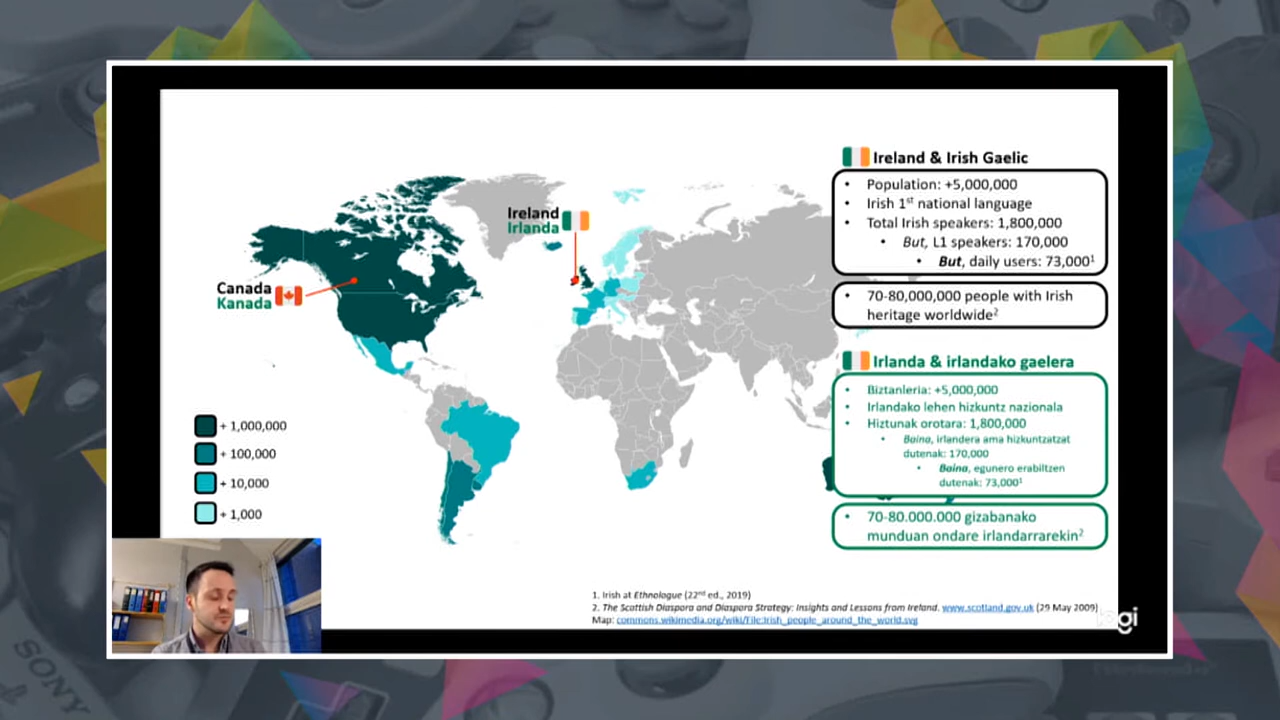 Ireland & Irish Gaelic
• Population: +5,000,000
• Irish 1st national language
• Total Irish speakers: 1,800,000
• But, L1 speakers: 170,000
• But, daily users: 73,000¹
• 70-80,000,000 people with Irish
heritage worldwide²
Ireland
Irlanda
Canada
Kanada
Irlanda & irlandako gaelera
• Biztanleria: +5,000,000
• Irlandako lehen hizkuntz nazionala
• Hiztunak orotara: 1,800,000
• Baina, irlandera ama hizkuntzatzat
dutenak: 170,000
• Baina, egunero erabiltzen
dutenak: 73,000¹
• 70-80.000.000 gizabanako
munduan ondare irlandarrarekin²
+ 1,000,000
+ 100,000
+ 10,000
+ 1,000
1. Irish at Ethnologue (22nd ed., 2019)
2. The Scottish Diaspora and Diaspora Strategy: Insights and Lessons from Ireland. www.scotland.gov.uk (29 May 2009)
Map: commons.wikimedia.org/wiki/File:Irish_people_around_the_world.svg
SONY